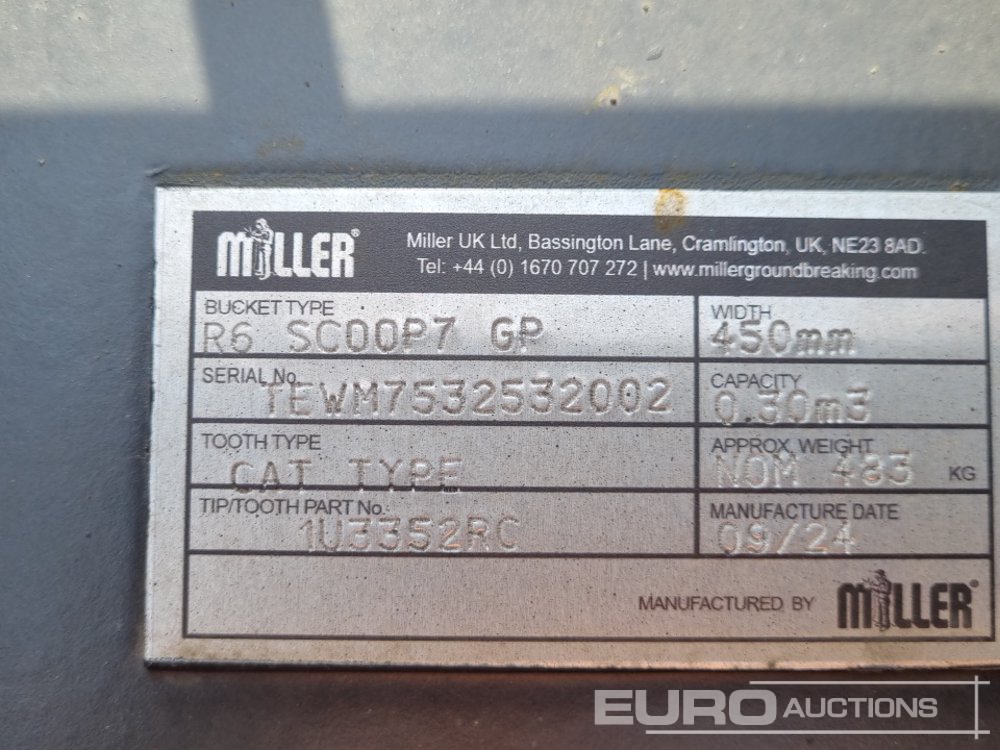 MILLER®
Miller UK Ltd, Bassington Lane, Cramlington, UK, NE23 8AD.
Tel: +44 (0) 1670 707 272 | www.millergroundbreaking.com
BUCKET TYPE
R6 SC00P7 GP
WIDTH
450mm
SERIAL No.
TEWM7532532002
CAPACITY
0.30m3
TOOTH TYPE
CAT TYPE
APPROX. WEIGHT
NOM 483 KG
TIP/TOOTH PART No.
1U3352RC
MANUFACTURE DATE
09/24
MANUFACTURED BY MILLER®
EURO AUCTIONS